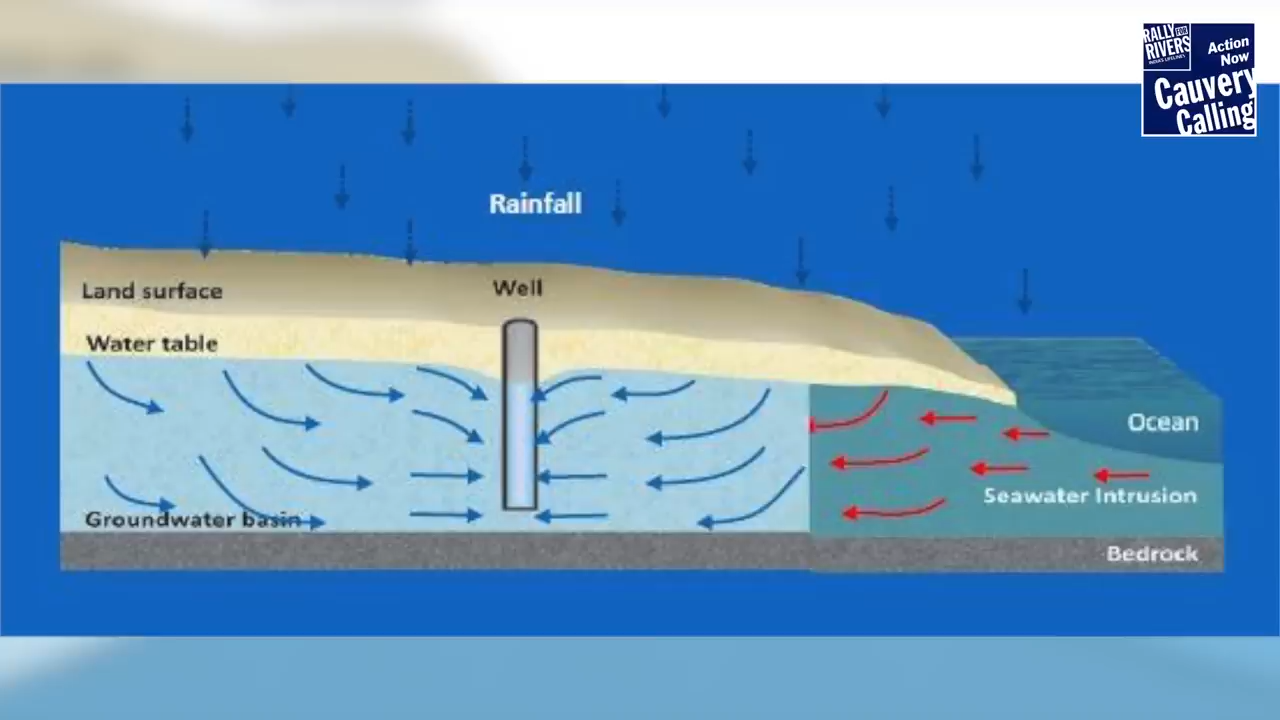 RALLY FOR
RIVERS
Action
Now
Cauvery
Calling
Rainfall
Land surface
Well
Water table
Ocean
Seawater Intrusion
Groundwater basin
Bedrock